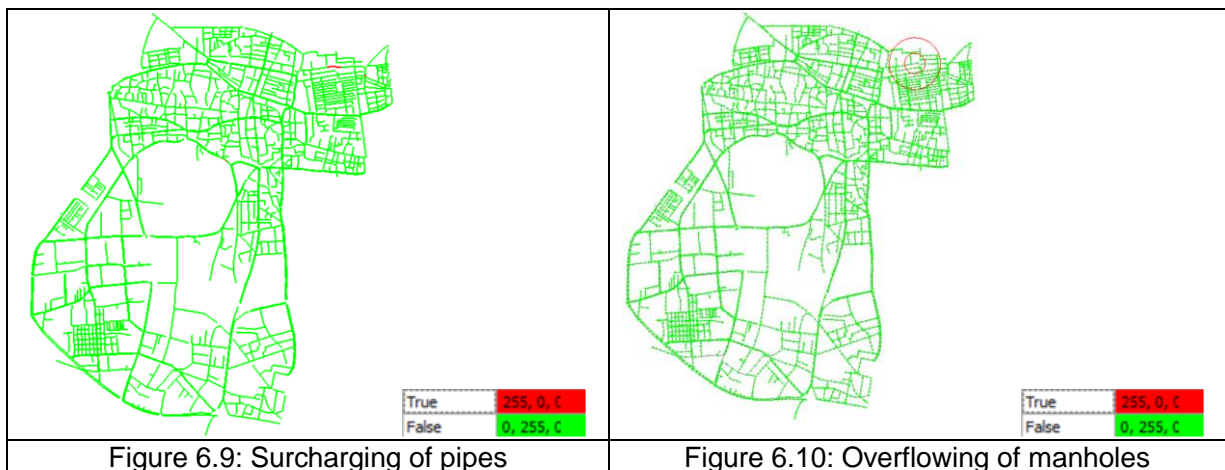 True 255, 0, 0
False 0, 255, 0
True 255, 0, 0
False 0, 255, 0
Figure 6.9: Surcharging of pipes
Figure 6.10: Overflowing of manholes